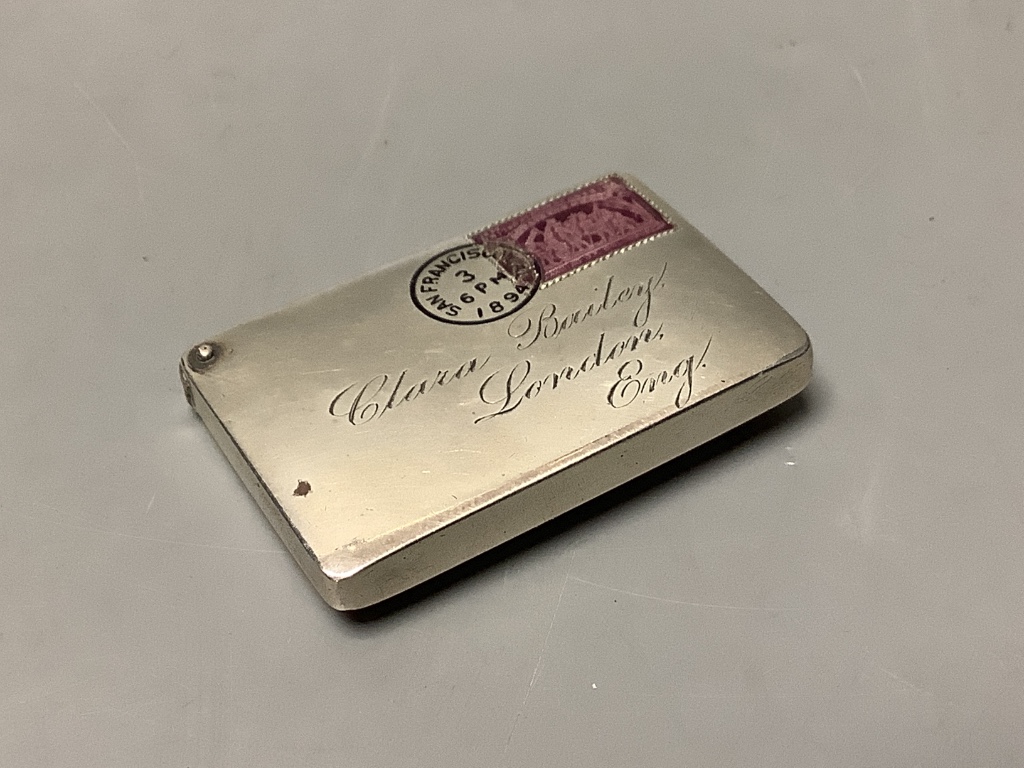 SAN FRANCISCO
3
6 PM
1894
Clara Bailey,
London,
Eng.